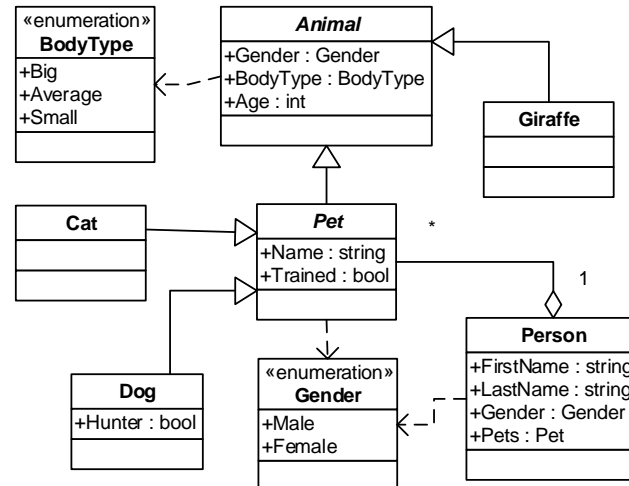 «enumeration»
BodyType
+Big
+Average
+Small
Animal
+Gender : Gender
+BodyType : BodyType
+Age : int
Giraffe
Cat
Pet
+Name : string
+Trained : bool
*
1
Dog
+Hunter : bool
«enumeration»
Gender
+Male
+Female
Person
+FirstName : string
+LastName : string
+Gender : Gender
+Pets : Pet